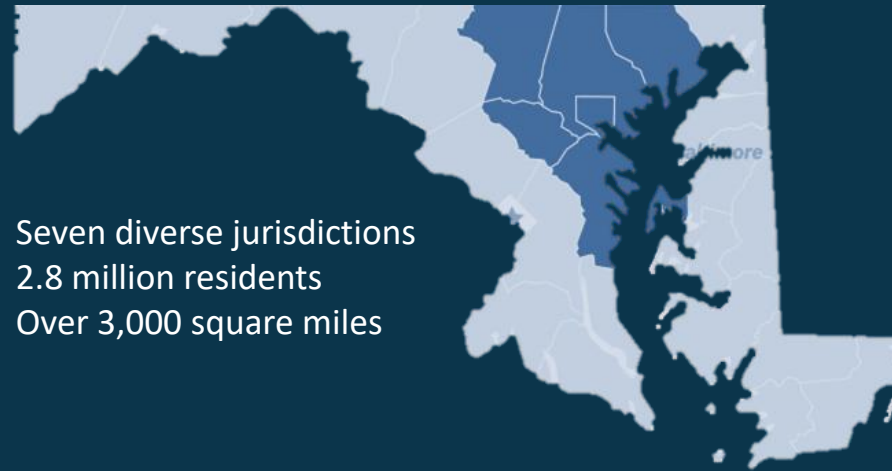 Seven diverse jurisdictions
2.8 million residents
Over 3,000 square miles